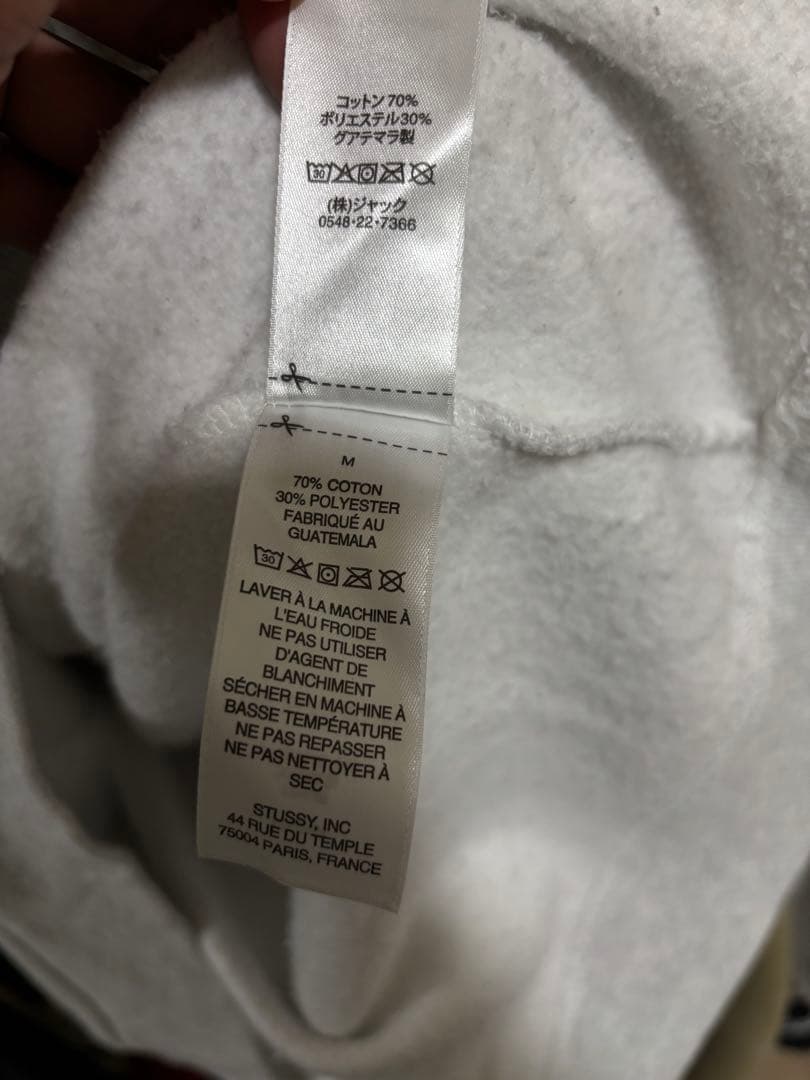 コットン70%
ポリエステル30%
グアテマラ製
30
(株)ジャック
0548・22・7366
M
70% COTON
30% POLYESTER
FABRIQUÉ AU
GUATEMALA
30
LAVER À LA MACHINE À
L'EAU FROIDE
NE PAS UTILISER
D'AGENT DE
BLANCHIMENT
SÉCHER EN MACHINE À
BASSE TEMPÉRATURE
NE PAS REPASSER
NE PAS NETTOYER À
SEC
STUSSY, INC
44 RUE DU TEMPLE
75004 PARIS, FRANCE